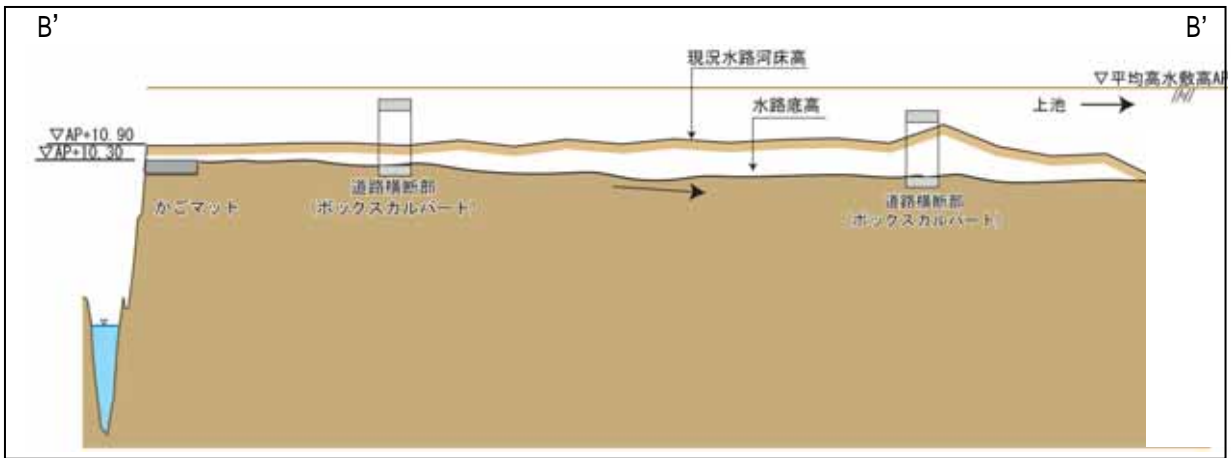 B’
B’
現況水路河床高
▽平均高水敷高AP
水路底高
上池
▽AP+10.90
▽AP+10.30
かごマット
道路横断部
(ボックスカルバート)
道路横断部
(ボックスカルバート)